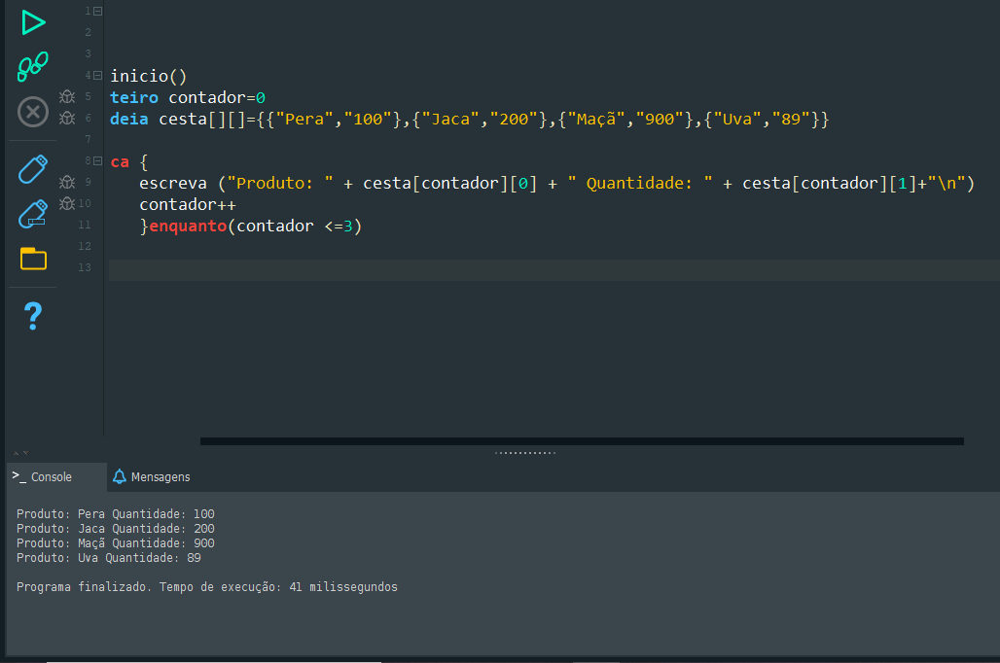 1
2
3
4 inicio()
5 teiro contador=0
6 deia cesta[][]={{"Pera","100"},{"Jaca","200"},{"Maçã","900"},{"Uva","89"}}
7
8 ca {
9 escreva ("Produto: " + cesta[contador][0] + " Quantidade: " + cesta[contador][1]+"\n")
10 contador++
11 }enquanto(contador <=3)
12
13
?
>_ Console Mensagens
Produto: Pera Quantidade: 100
Produto: Jaca Quantidade: 200
Produto: Maçã Quantidade: 900
Produto: Uva Quantidade: 89
Programa finalizado. Tempo de execução: 41 milissegundos